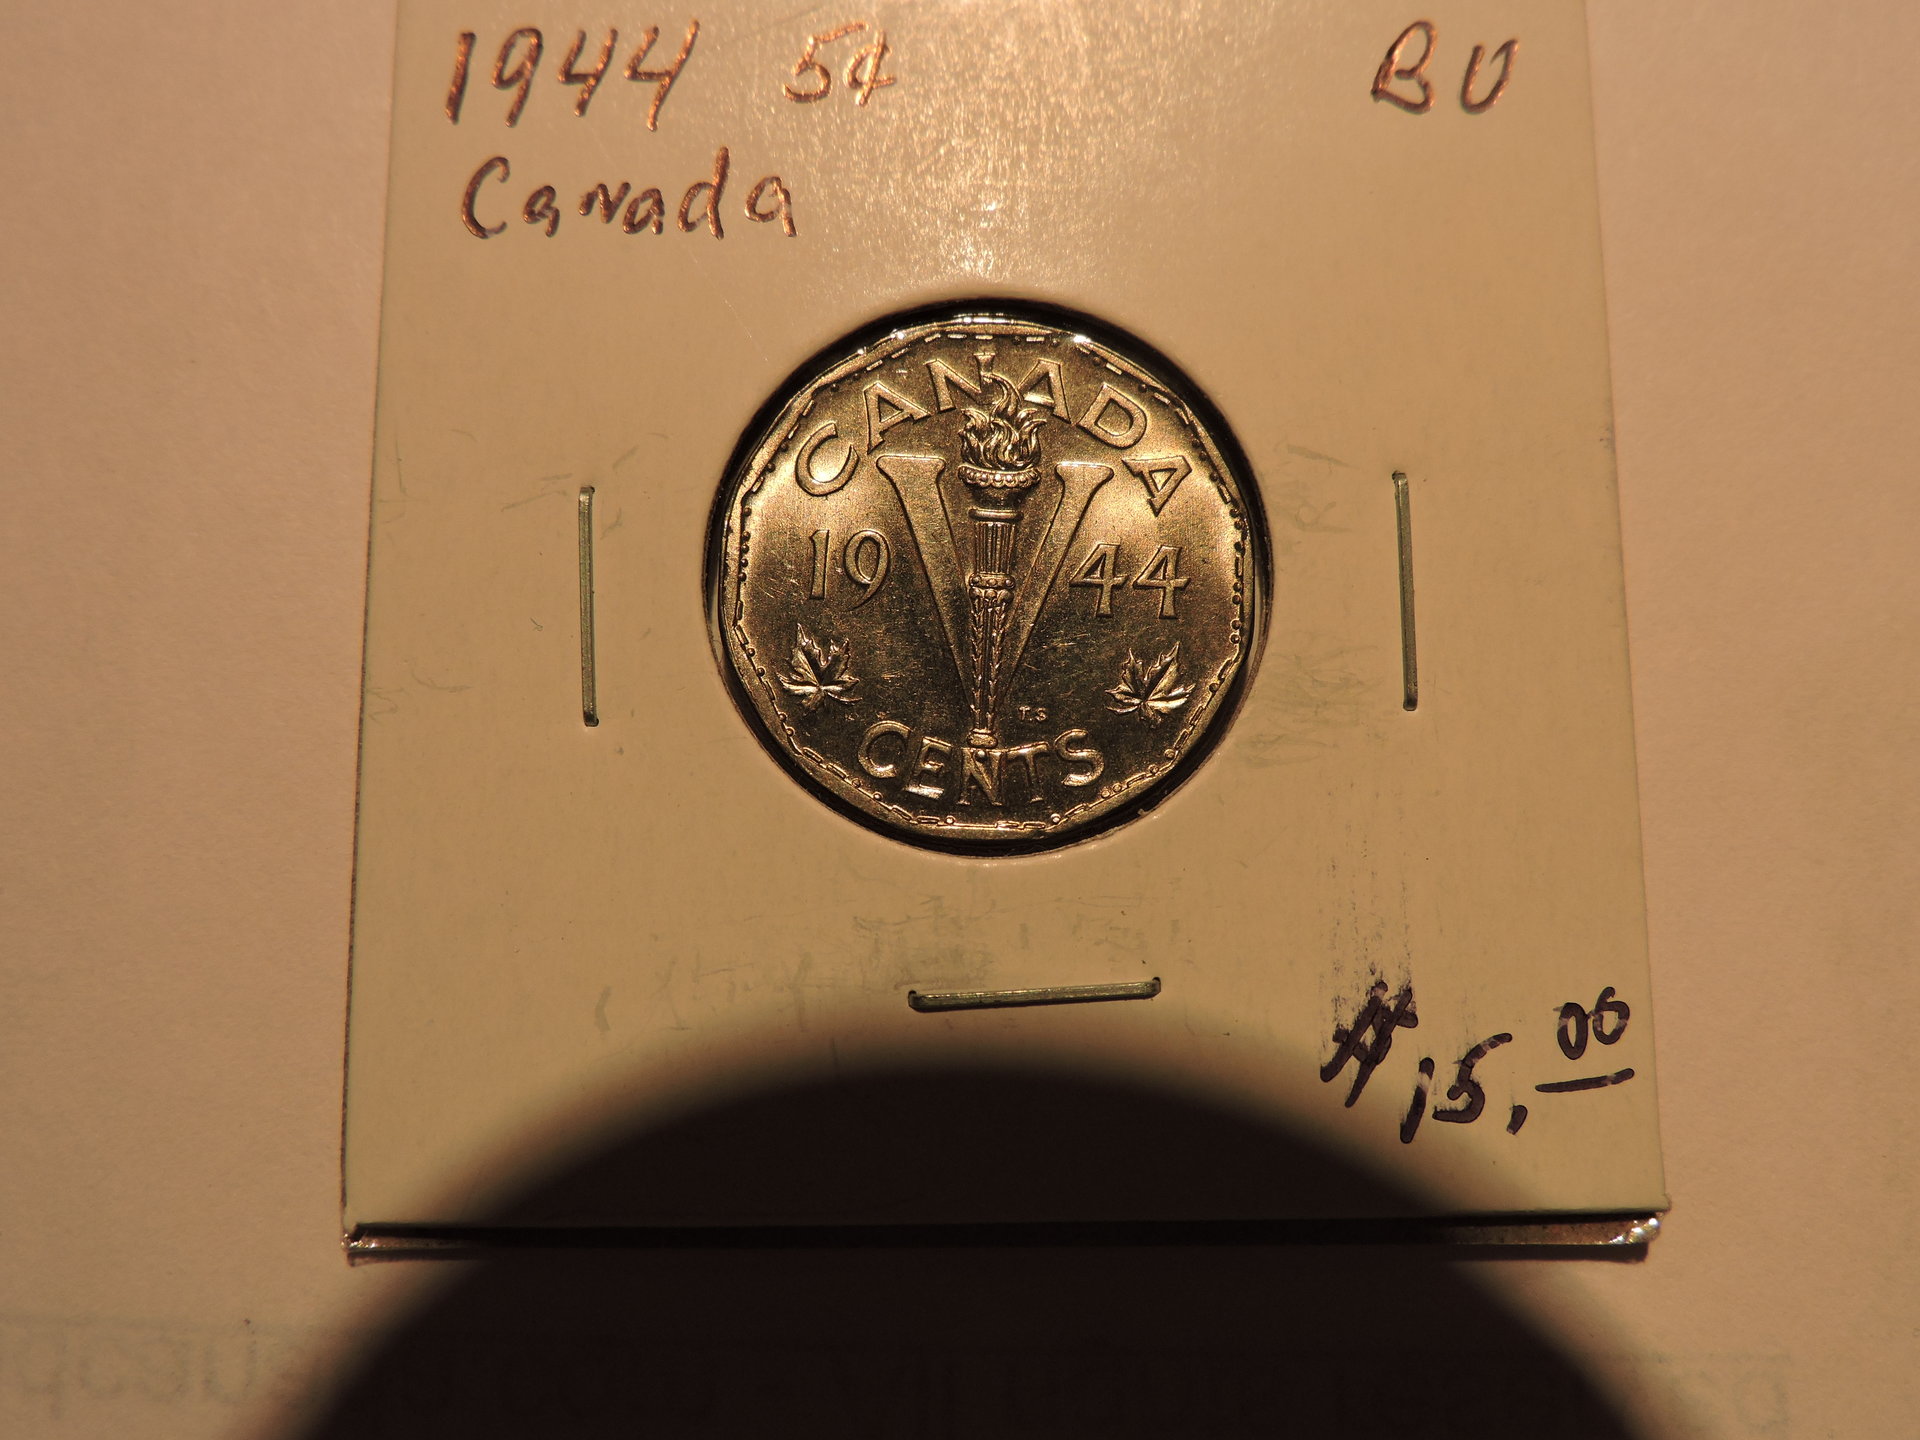 1944 5¢ BU
Canada
CANADA
19 44
T.S
CENTS
$15.00